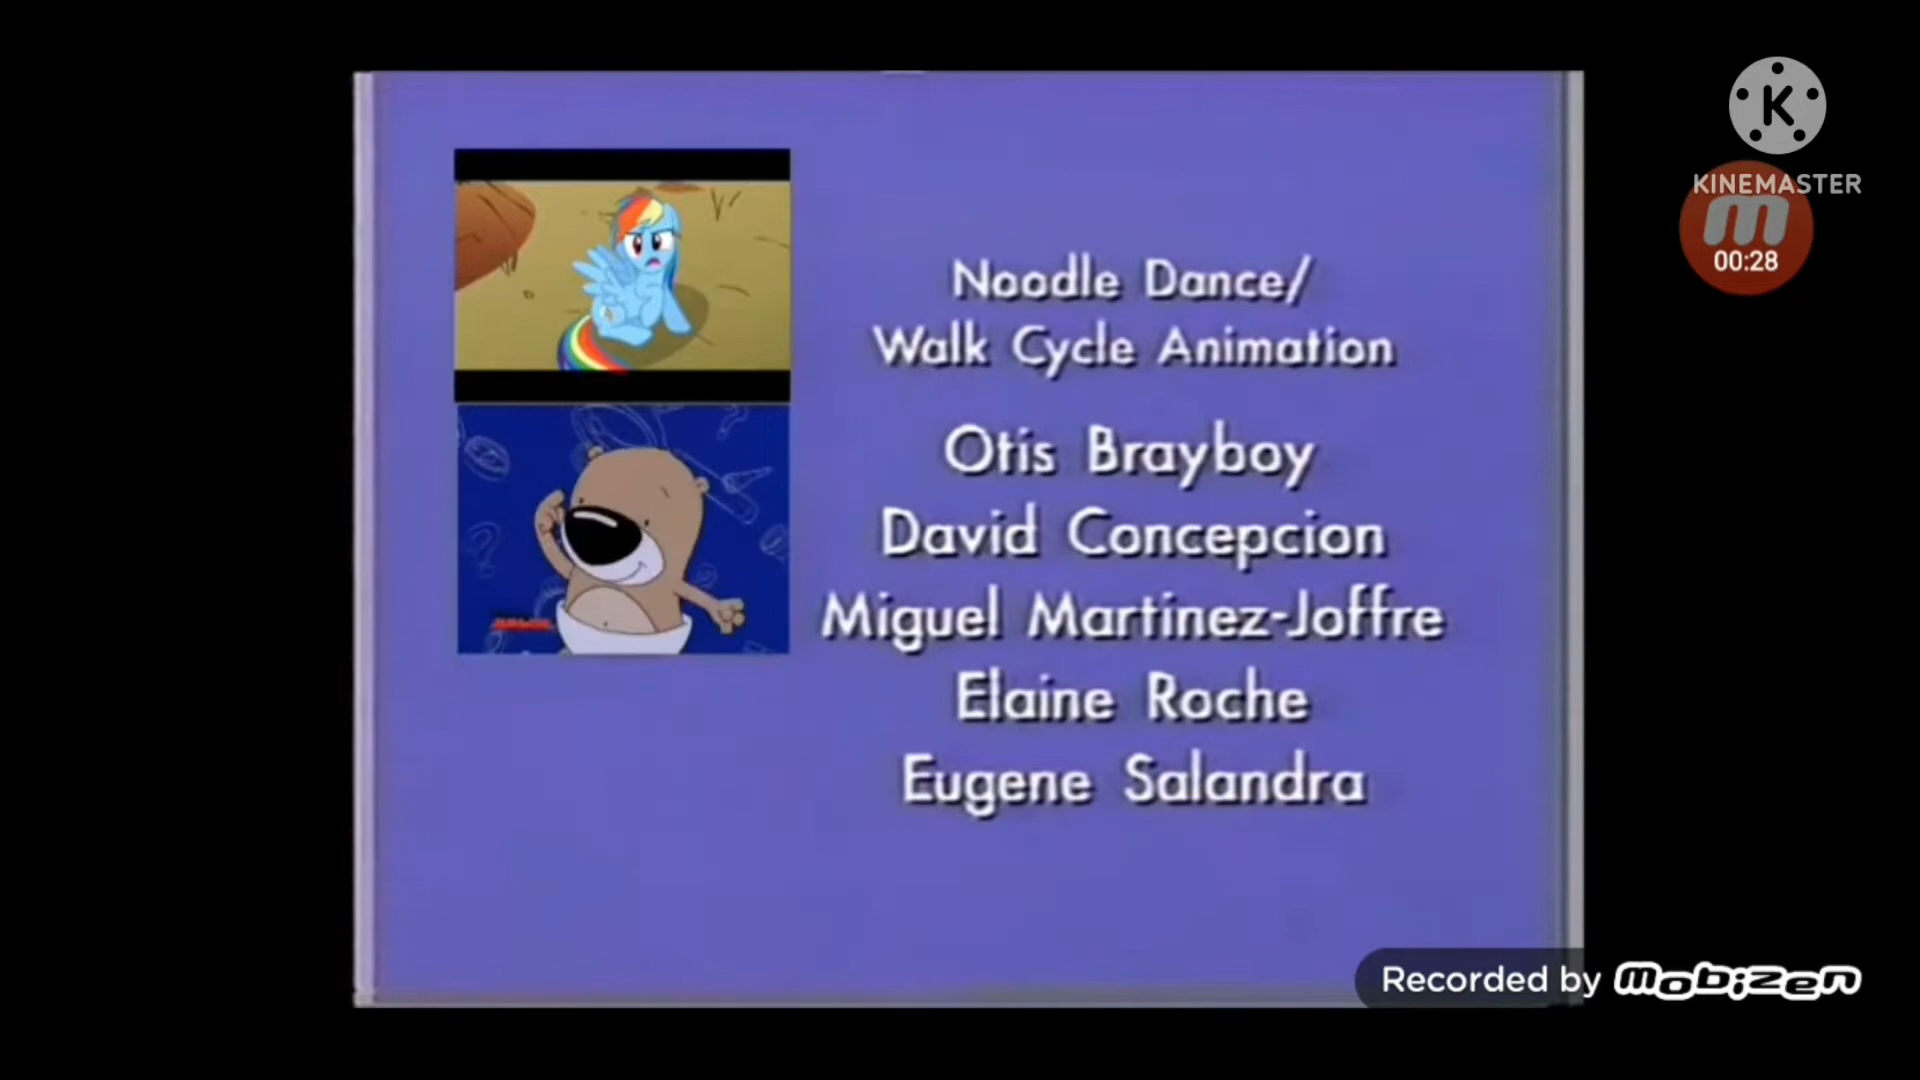 KINEMASTER
00:28
Noodle Dance/
Walk Cycle Animation
Otis Brayboy
David Concepcion
Miguel Martinez-Joffre
Elaine Roche
Eugene Salandra
Recorded by mobizen